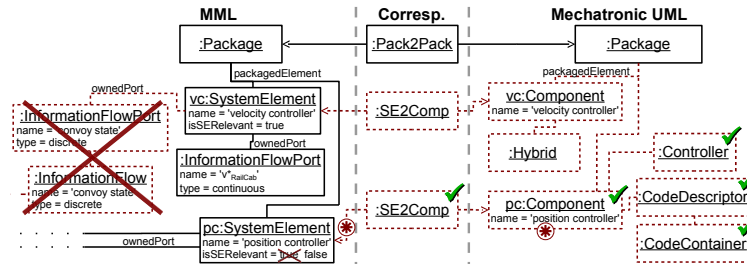 MML
Corresp.
Mechatronic UML
:Package
:Pack2Pack
:Package
packagedElement
packagedElement
ownedPort
vc:SystemElement
name = 'velocity controller'
isSERelevant = true
:SE2Comp
vc:Component
name = 'velocity controller'
:InformationFlowPort
name = 'convoy state'
type = discrete
ownedPort
:InformationFlowPort
name = 'v*RailCab'
type = continuous
:Hybrid
:Controller
:InformationFlow
name = 'convoy state'
type = discrete
:SE2Comp
pc:Component
name = 'position controller'
:CodeDescriptor
pc:SystemElement
name = 'position controller'
isSERelevant = true false
ownedPort
:CodeContainer